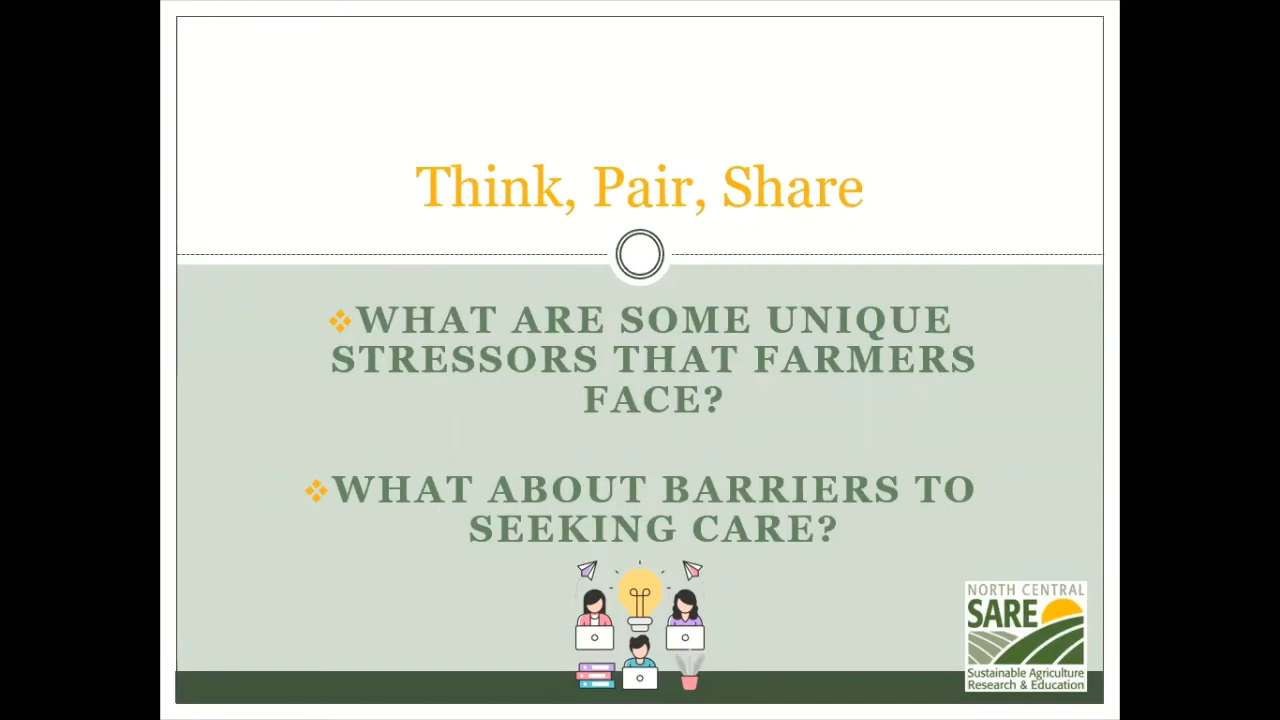 Think, Pair, Share
WHAT ARE SOME UNIQUE
STRESSORS THAT FARMERS
FACE?
WHAT ABOUT BARRIERS TO
SEEKING CARE?
NORTH CENTRAL
SARE
Sustainable Agriculture
Research & Education